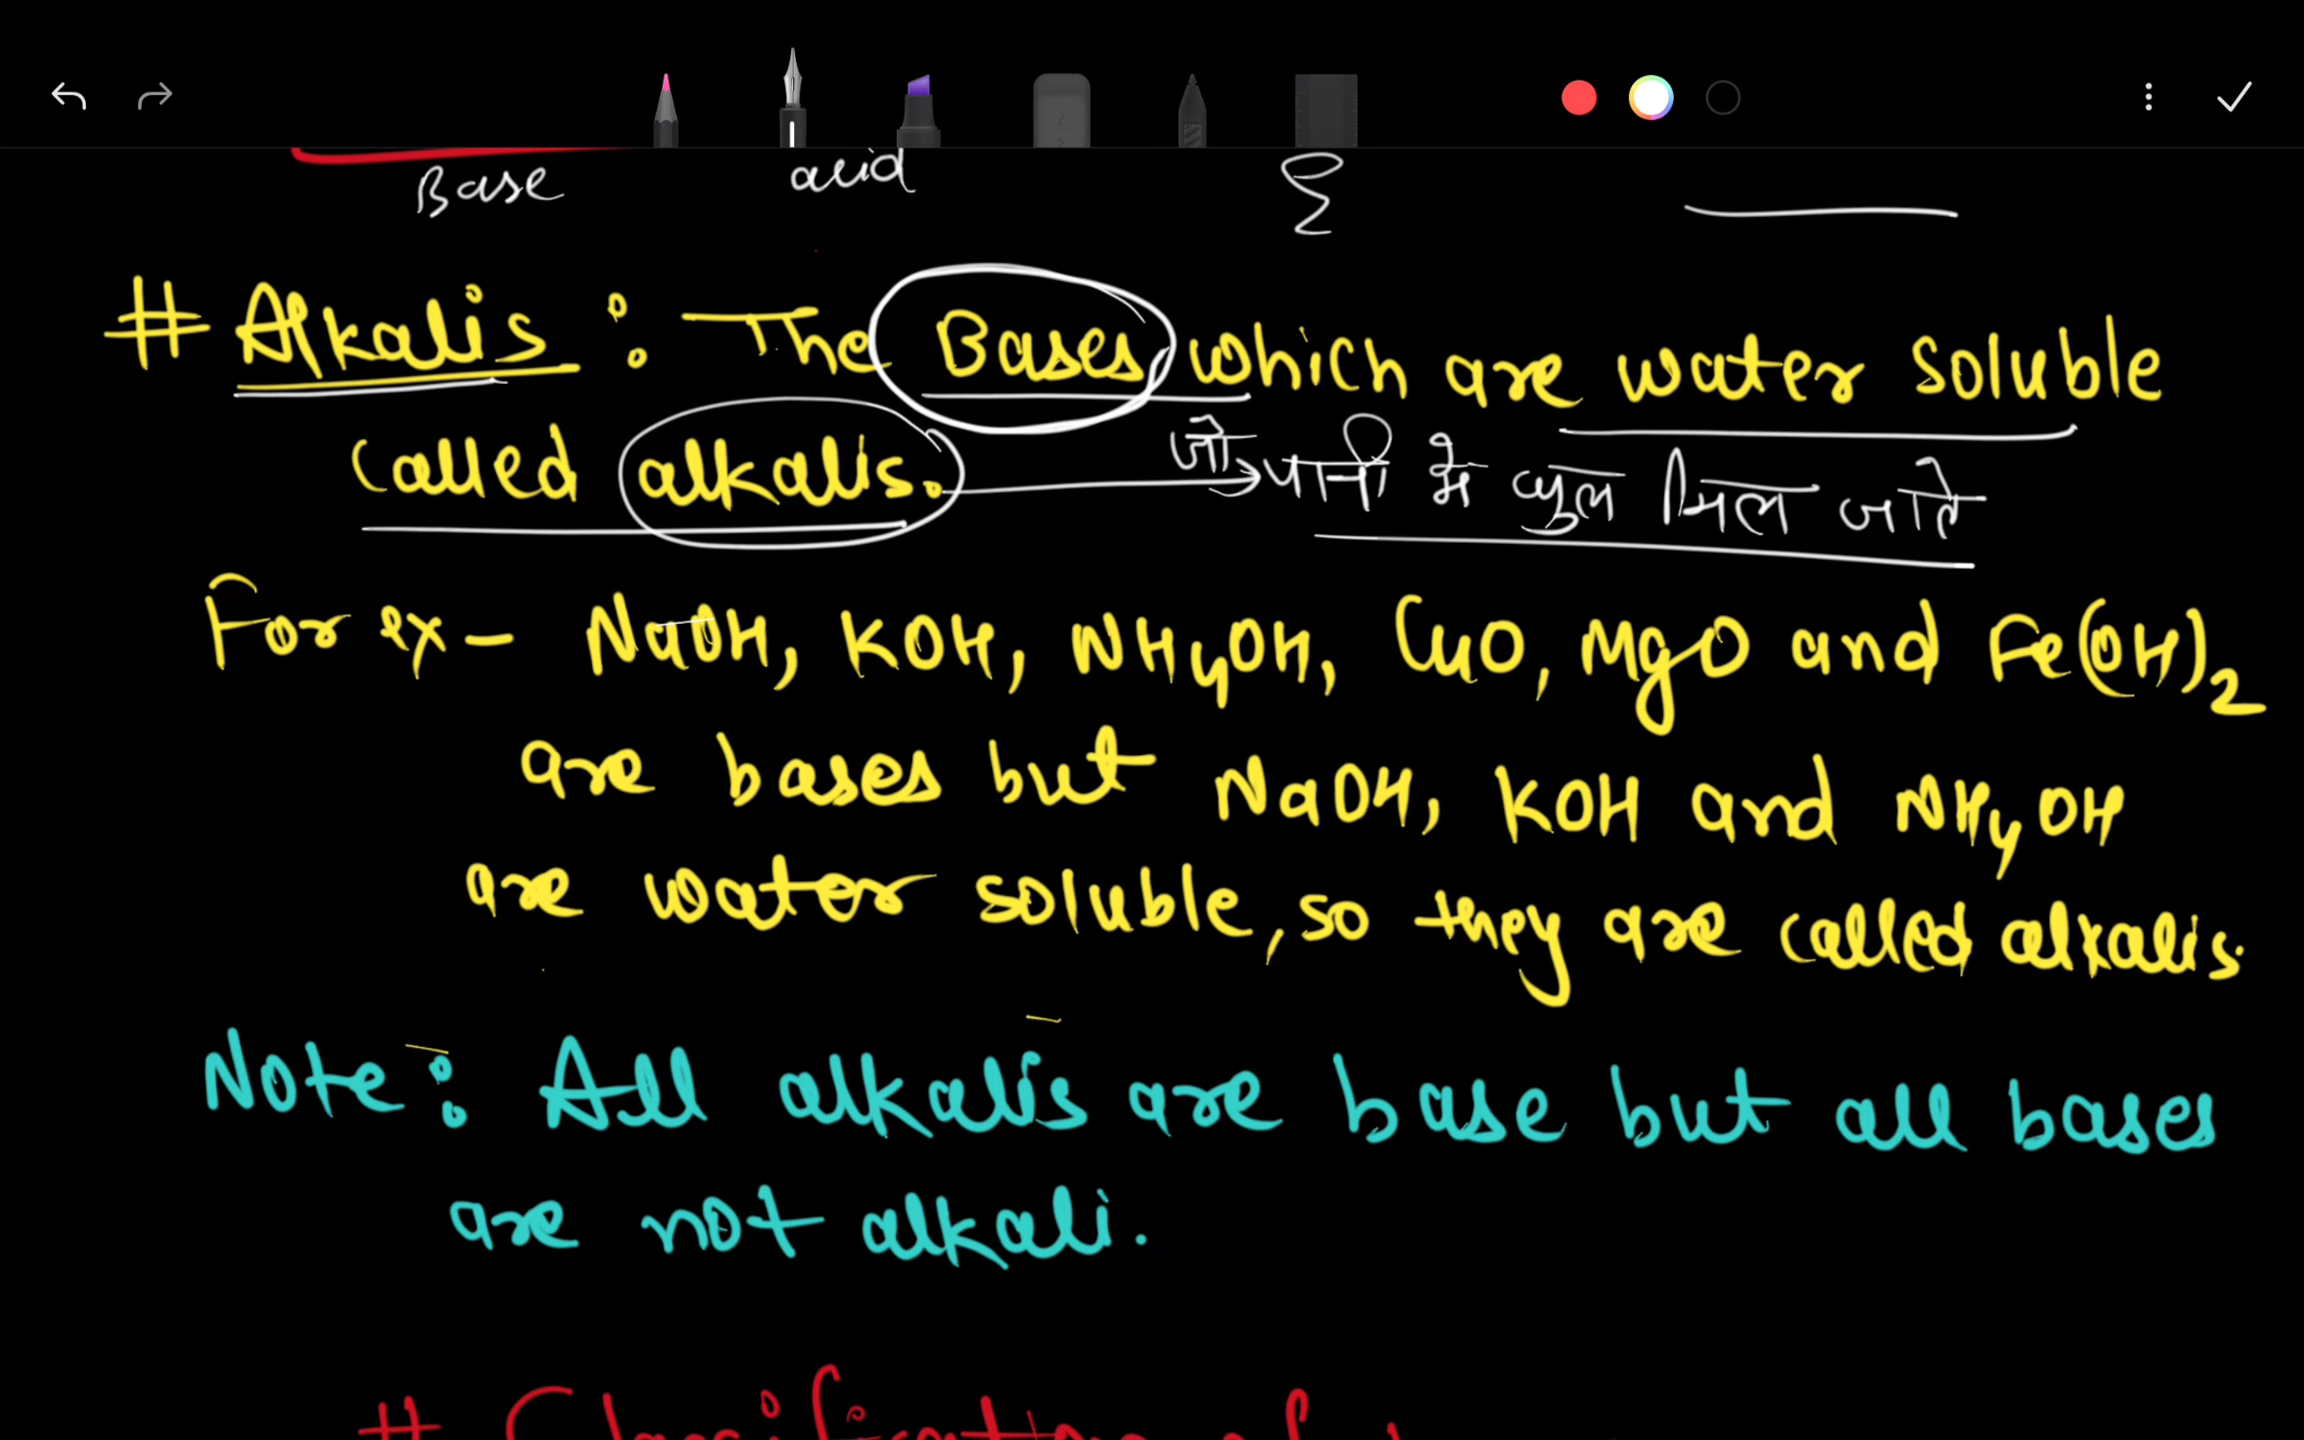 Base acid
# Alkalis : The Bases which are water soluble
called alkalis. जो पानी में घुल मिल जाते
For ex - NaOH, KOH, NH4OH, CuO, MgO and Fe(OH)2
are bases but NaOH, KOH and NH4OH
are water soluble, so they are called alkalis.
Note : All alkalis are base but all bases
are not alkali.
# Classification of